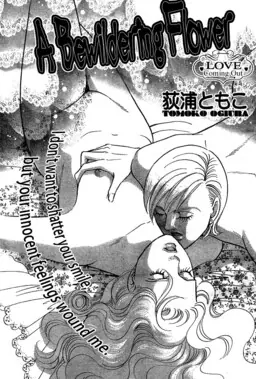 A Bewildering Flower
LOVE
Coming Out
荻浦ともこ
TOMOKO OGIURA
I don't want to shatter your smile,
but your innocent feelings wound me.